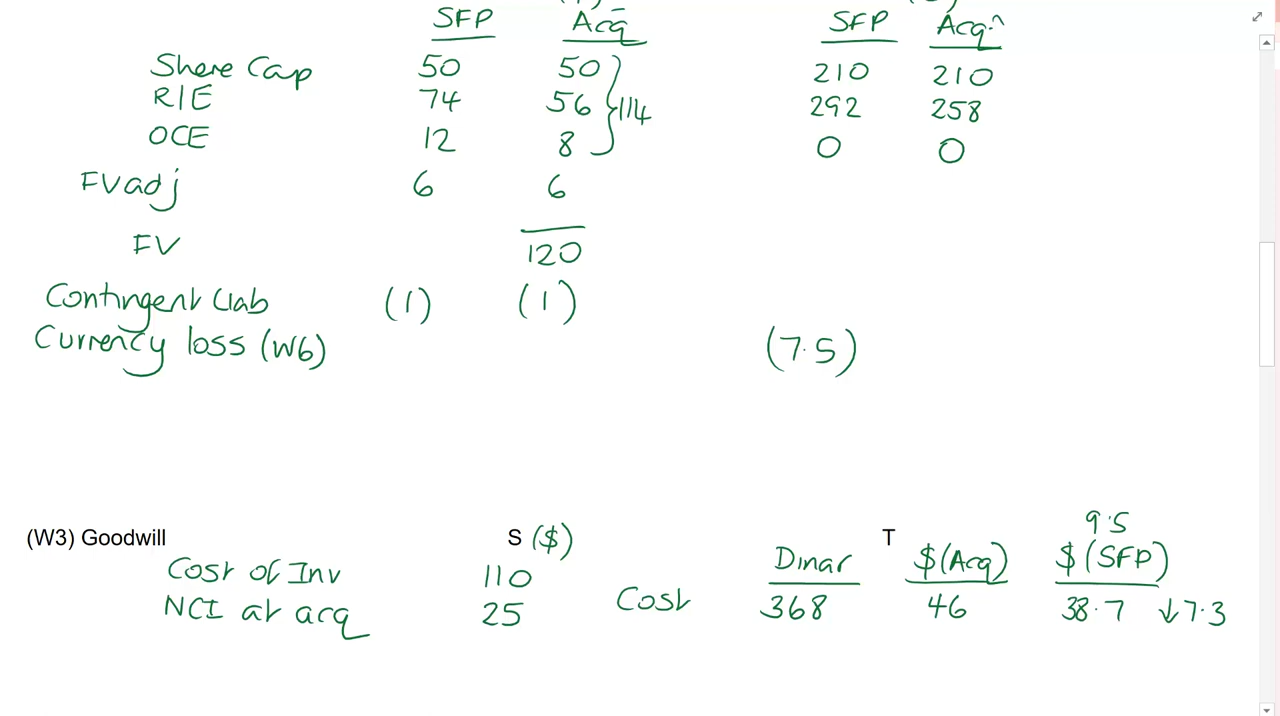 SFP Acq SFP Acq^n
Share Cap 50 50 210 210
R/E 74 56 114 292 258
OCE 12 8 0 0
FV adj 6 6
FV 120
Contingent Liab (1) (1)
Currency loss (W6) (7.5)
9.5
(W3) Goodwill S ($) T
Dinar $(Acq) $(SFP)
Cost of Inv 110
NCI at acq 25 Cost 368 46 38.7 ↓7.3